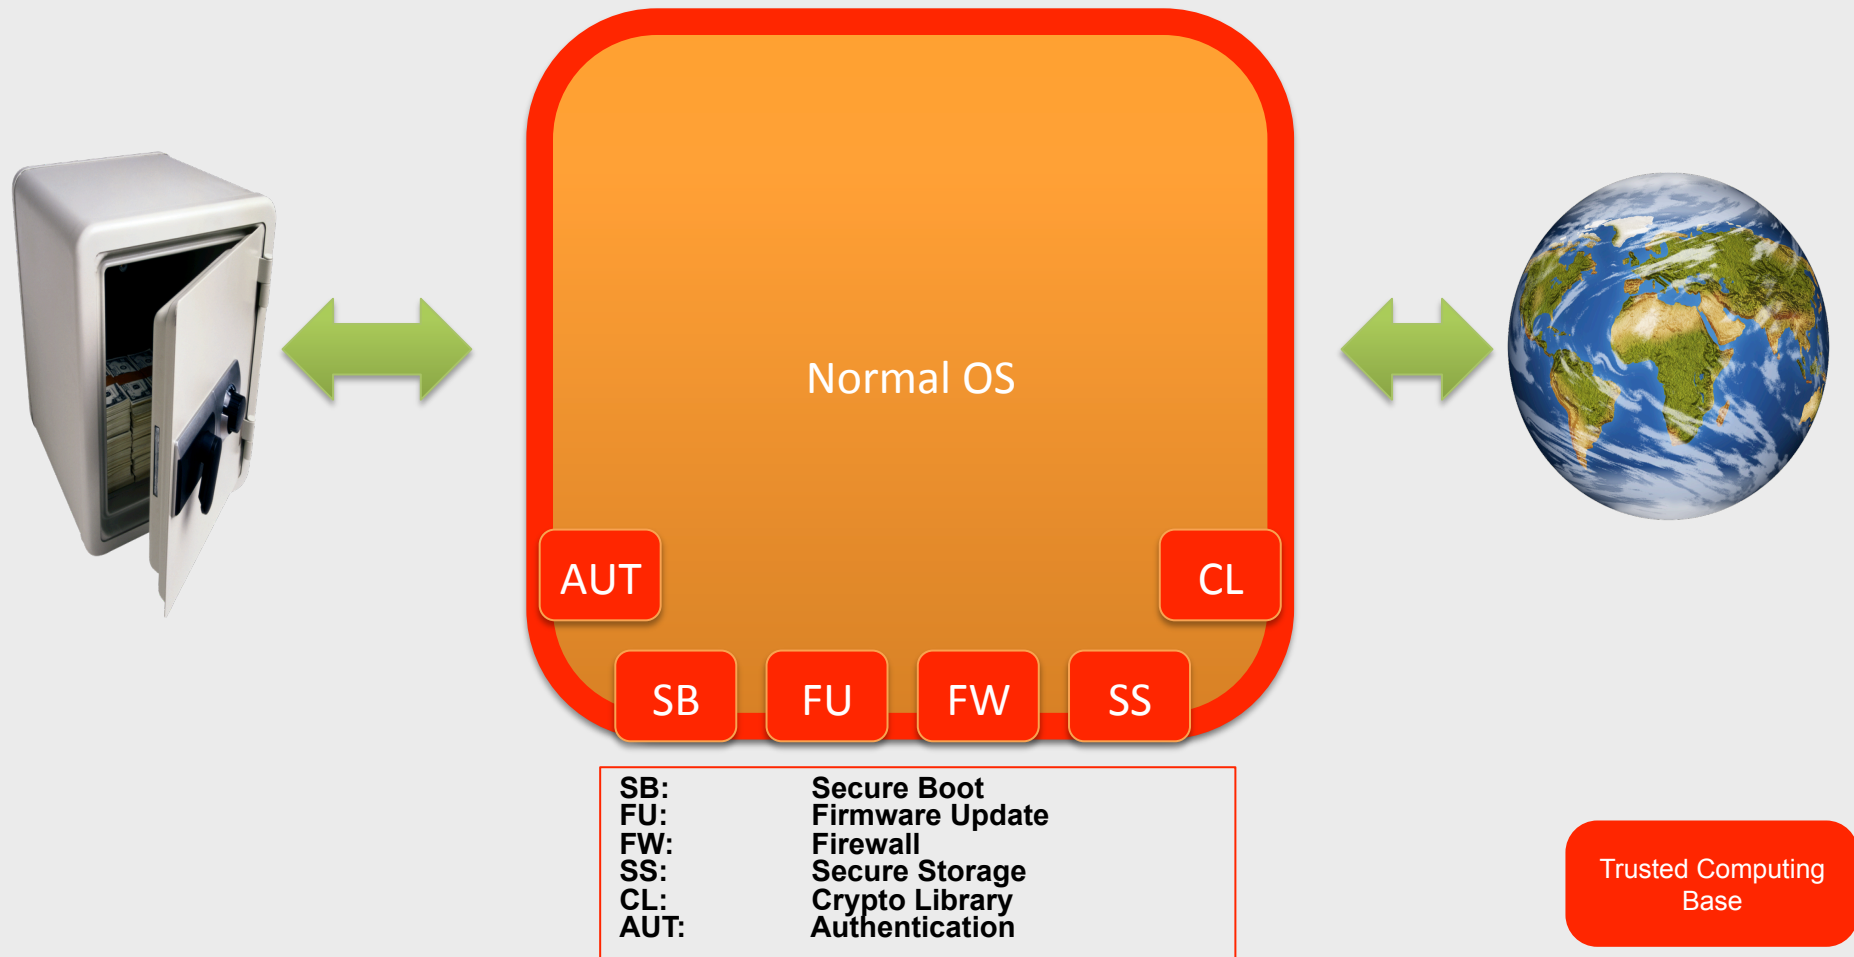 Normal OS
AUT
CL
SB
FU
FW
SS
SB: Secure Boot
FU: Firmware Update
FW: Firewall
SS: Secure Storage
CL: Crypto Library
AUT: Authentication
Trusted Computing
Base